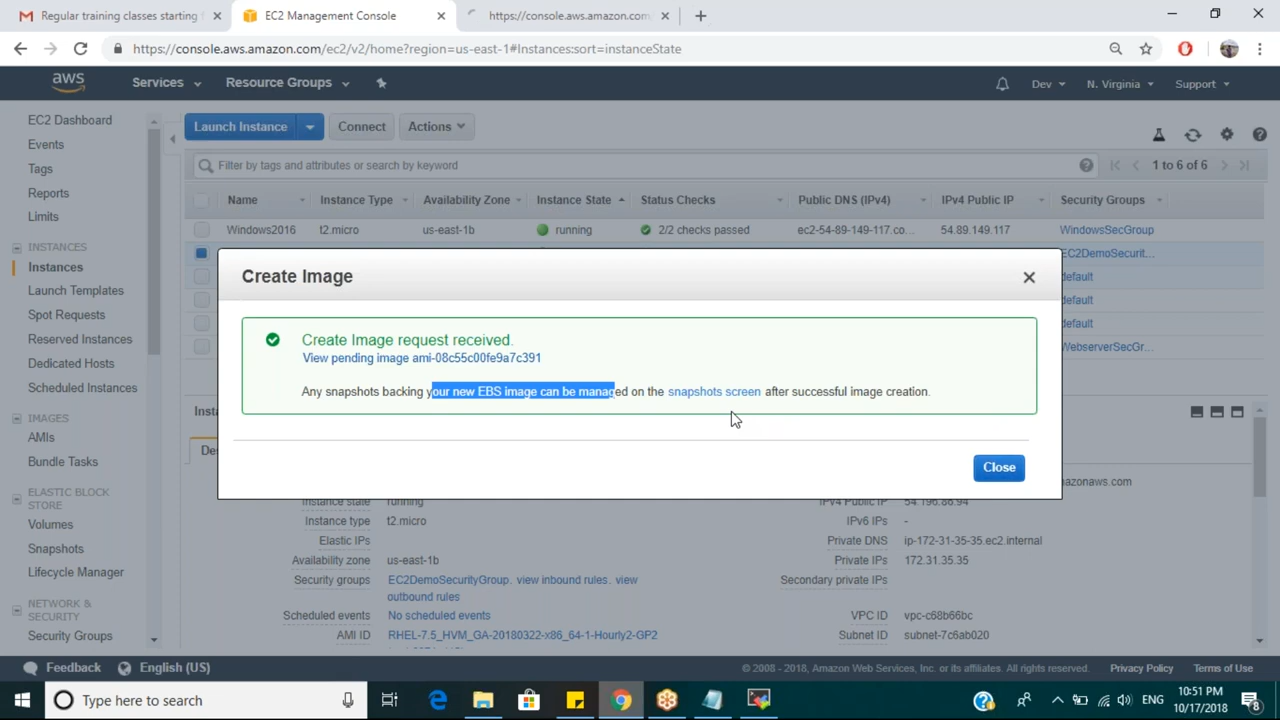 Regular training classes starting f
EC2 Management Console
https://console.aws.amazon.com
https://console.aws.amazon.com/ec2/v2/home?region=us-east-1#Instances:sort=instanceState
aws
Services
Resource Groups
Dev
N. Virginia
Support
EC2 Dashboard
Events
Tags
Reports
Limits
INSTANCES
Instances
Launch Templates
Spot Requests
Reserved Instances
Dedicated Hosts
Scheduled Instances
IMAGES
AMIs
Bundle Tasks
ELASTIC BLOCK
STORE
Volumes
Snapshots
Lifecycle Manager
NETWORK &
SECURITY
Security Groups
Launch Instance
Connect
Actions
Filter by tags and attributes or search by keyword
1 to 6 of 6
Name Instance Type Availability Zone Instance State Status Checks Public DNS (IPv4) IPv4 Public IP Security Groups
Windows2016 t2.micro us-east-1b running 2/2 checks passed ec2-54-89-149-117.co... 54.89.149.117 WindowsSecGroup
EC2DemoSecurit...
default
default
default
WebserverSecGr...
Create Image
Create Image request received.
View pending image ami-08c55c00fe9a7c391
Any snapshots backing your new EBS image can be managed on the snapshots screen after successful image creation.
Close
Insta
De
azonaws.com
Instance state running IPv4 Public IP 54.196.86.94
Instance type t2.micro IPv6 IPs -
Elastic IPs Private DNS ip-172-31-35-35.ec2.internal
Availability zone us-east-1b Private IPs 172.31.35.35
Security groups EC2DemoSecurityGroup. view inbound rules. view Secondary private IPs
outbound rules
Scheduled events No scheduled events VPC ID vpc-c68b66bc
AMI ID RHEL-7.5_HVM_GA-20180322-x86_64-1-Hourly2-GP2 Subnet ID subnet-7c6ab020
Feedback
English (US)
© 2008 - 2018, Amazon Web Services, Inc. or its affiliates. All rights reserved.
Privacy Policy
Terms of Use
Type here to search
ENG
10:51 PM
10/17/2018
8